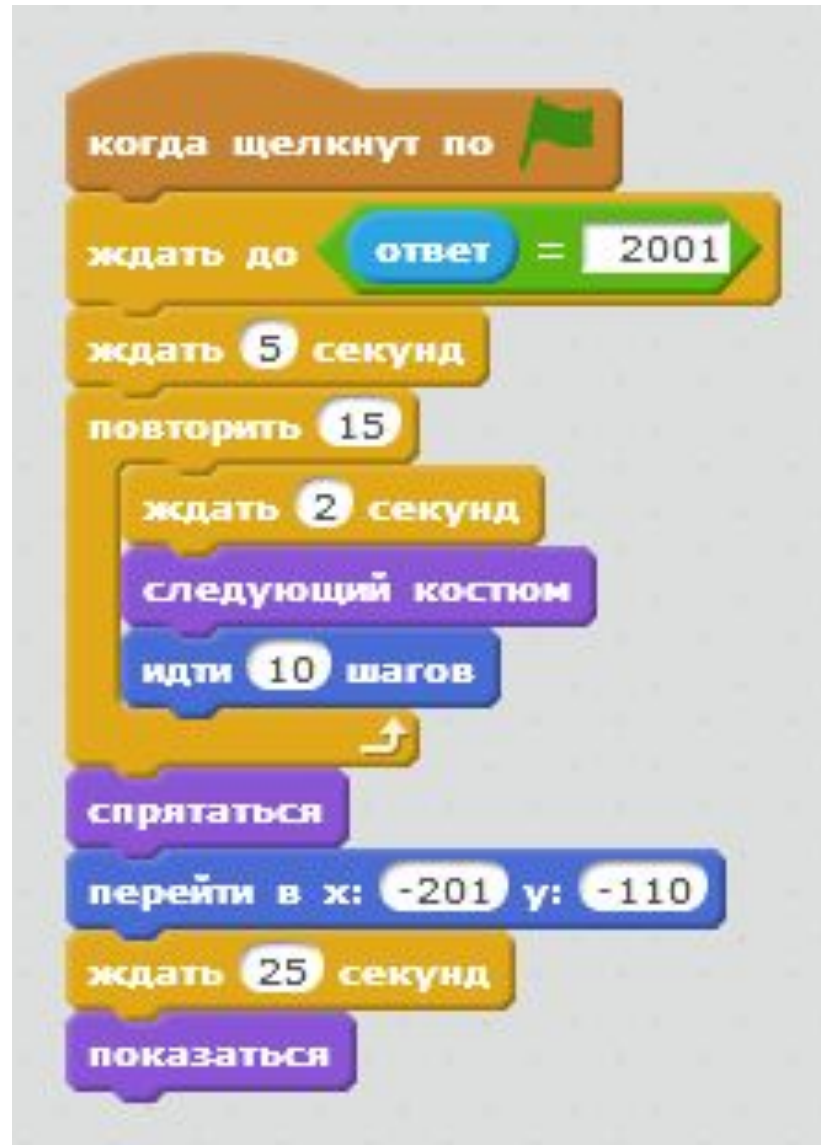 когда щелкнут по
ждать до ответ = 2001
ждать 5 секунд
повторить 15
ждать 2 секунд
следующий костюм
идти 10 шагов
спрятаться
перейти в x: -201 y: -110
ждать 25 секунд
показаться